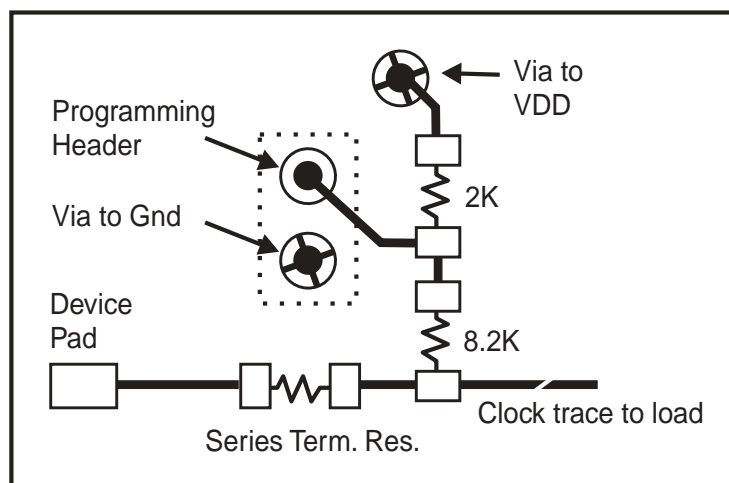 Via to
VDD
Programming
Header
2K
Via to Gnd
Device
Pad
8.2K
Clock trace to load
Series Term. Res.